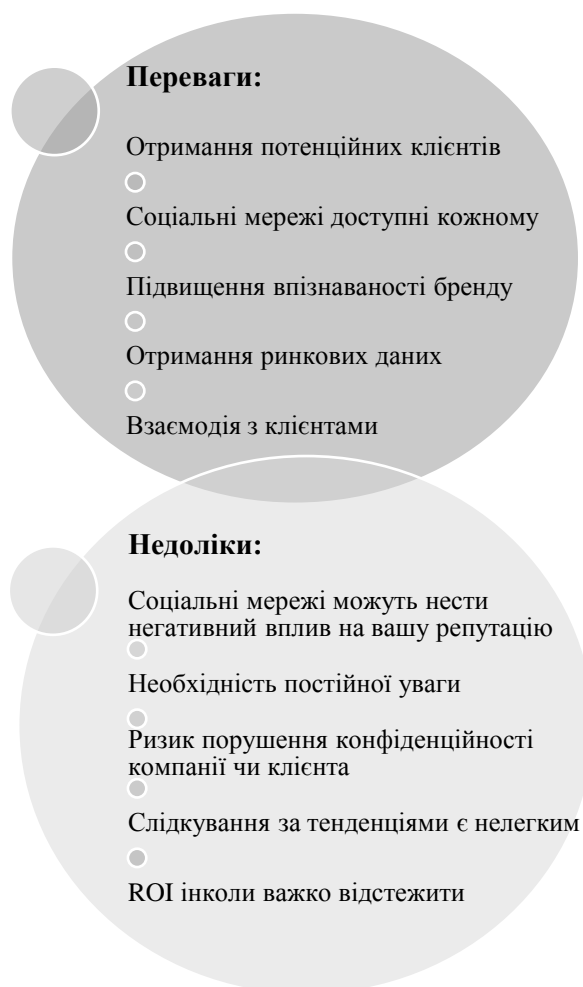 Переваги:
Отримання потенційних клієнтів
Соціальні мережі доступні кожному
Підвищення впізнаваності бренду
Отримання ринкових даних
Взаємодія з клієнтами
Недоліки:
Соціальні мережі можуть нести
негативний вплив на вашу репутацію
Необхідність постійної уваги
Ризик порушення конфіденційності
компанії чи клієнта
Слідкування за тенденціями є нелегким
ROI інколи важко відстежити